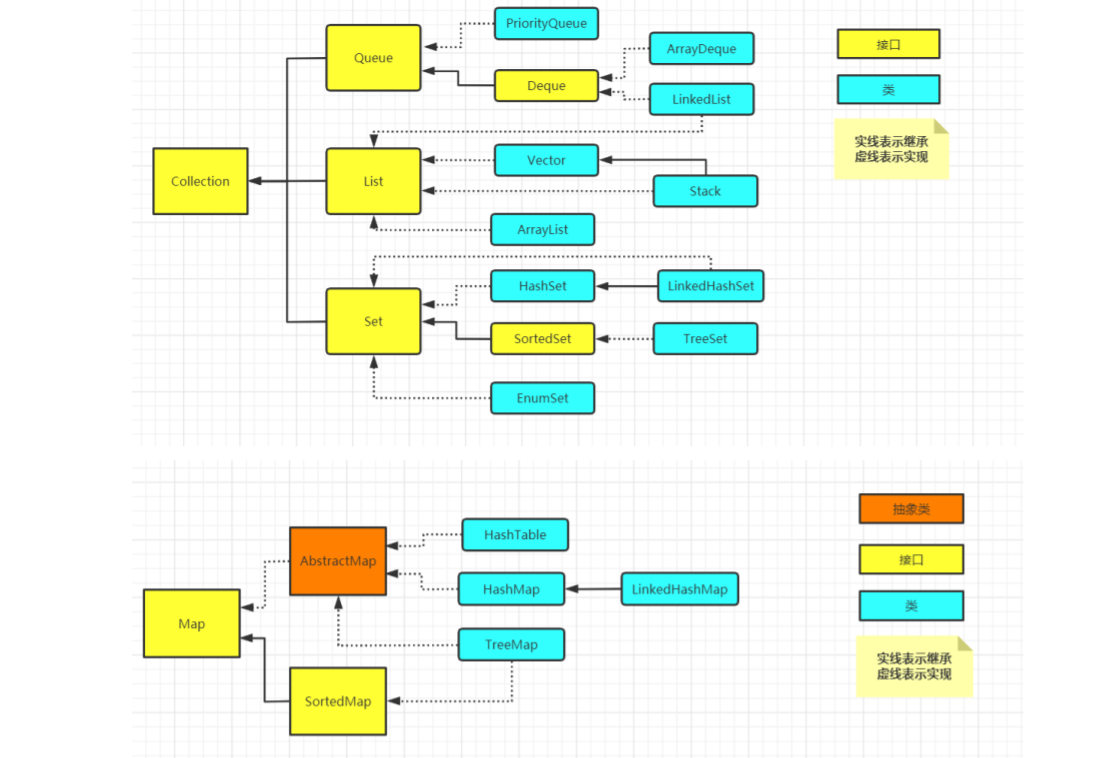 PriorityQueue
Queue
ArrayDeque
接口
Deque
LinkedList
类
实线表示继承
虚线表示实现
Collection
List
Vector
Stack
ArrayList
HashSet
LinkedHashSet
Set
SortedSet
TreeSet
EnumSet
抽象类
HashTable
AbstractMap
接口
HashMap
LinkedHashMap
类
Map
TreeMap
实线表示继承
虚线表示实现
SortedMap